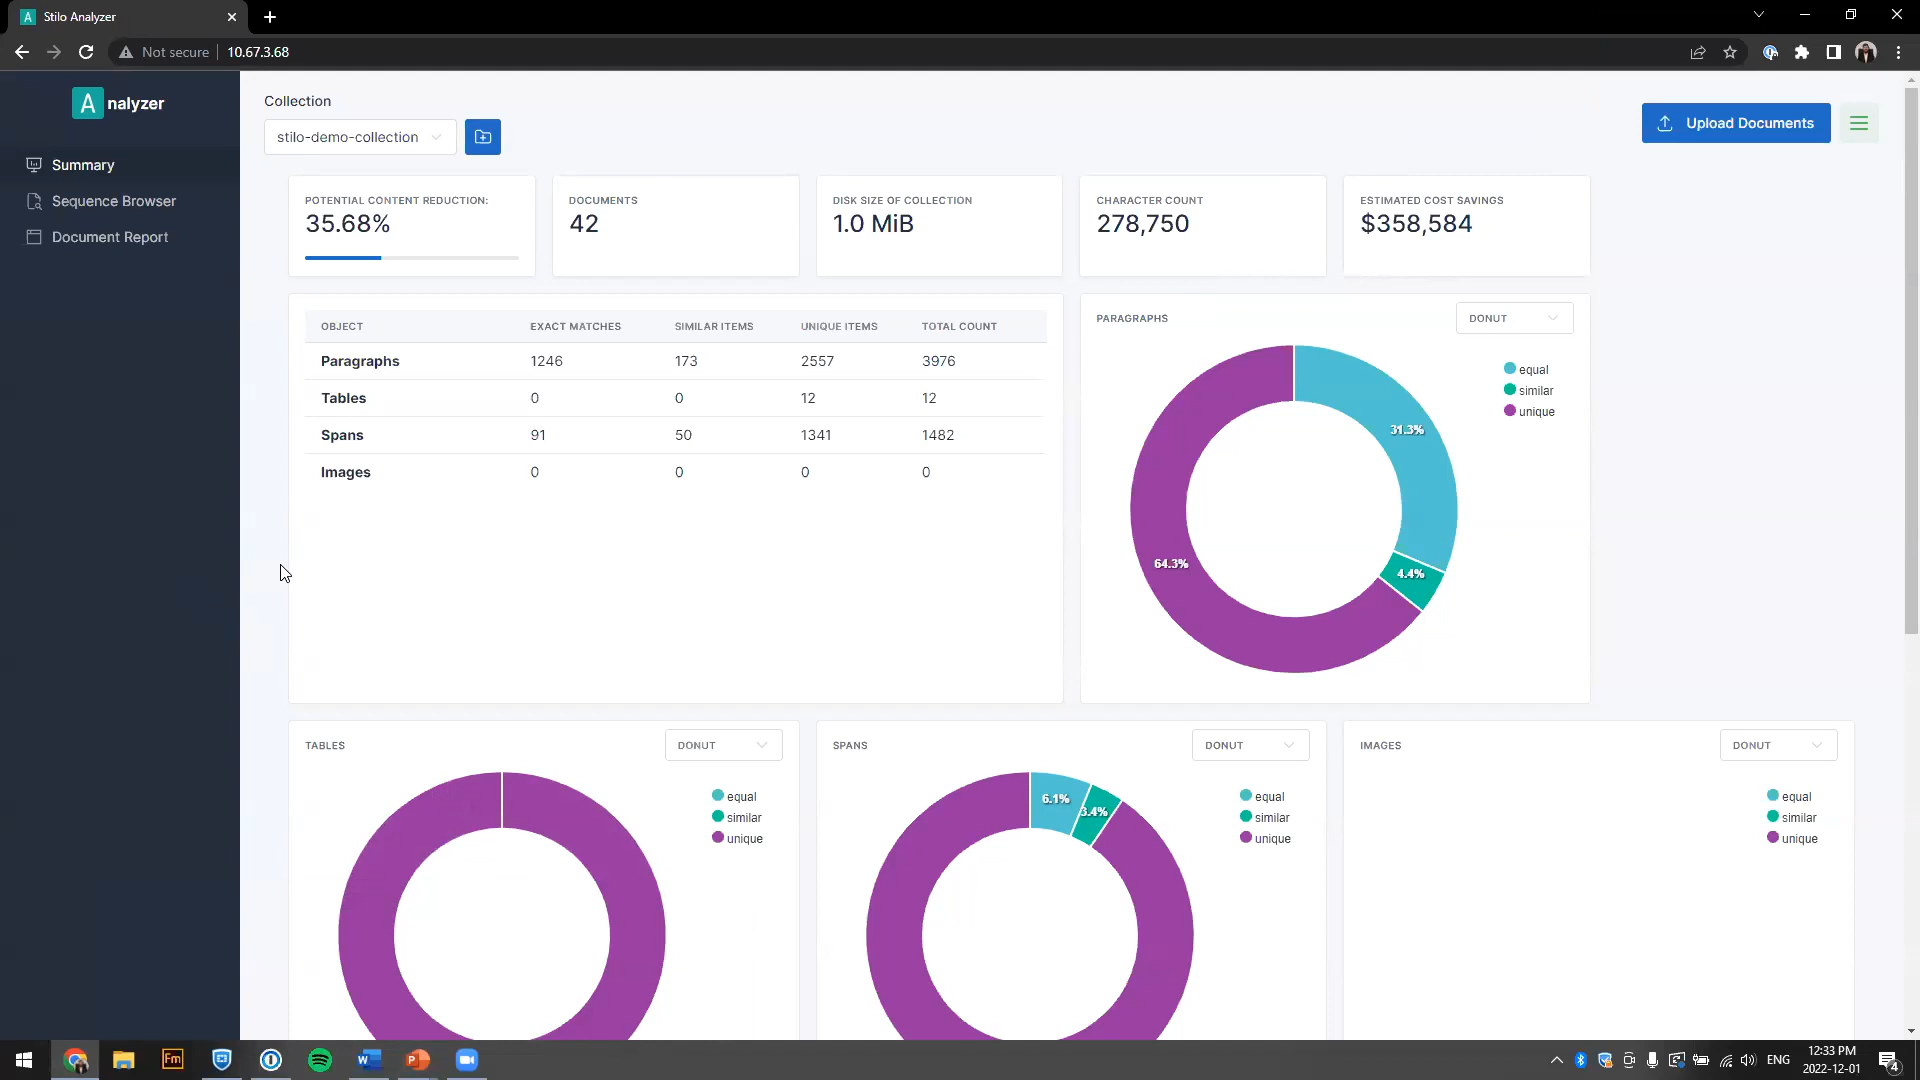 A Stilo Analyzer
Not secure 10.67.3.68
Analyzer
Summary
Sequence Browser
Document Report
Collection
stilo-demo-collection
Upload Documents
POTENTIAL CONTENT REDUCTION:
35.68%
DOCUMENTS
42
DISK SIZE OF COLLECTION
1.0 MiB
CHARACTER COUNT
278,750
ESTIMATED COST SAVINGS
$358,584
OBJECT EXACT MATCHES SIMILAR ITEMS UNIQUE ITEMS TOTAL COUNT
Paragraphs 1246 173 2557 3976
Tables 0 0 12 12
Spans 91 50 1341 1482
Images 0 0 0 0
PARAGRAPHS
DONUT
equal
similar
unique
31.3%
4.4%
64.3%
TABLES
DONUT
equal
similar
unique
SPANS
DONUT
equal
similar
unique
6.1%
3.4%
IMAGES
DONUT
equal
similar
unique
Fm
W
P
ENG
12:33 PM
2022-12-01
4